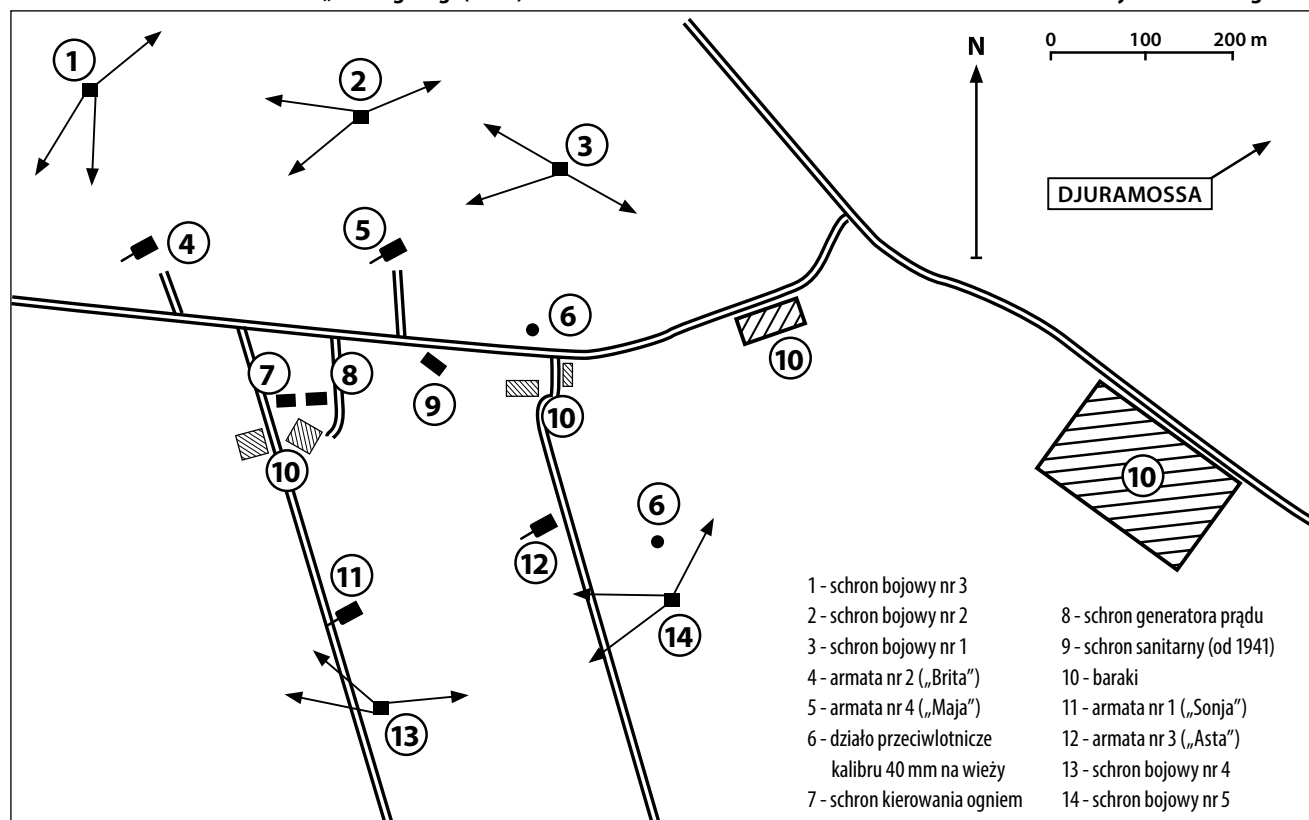 1
2
3
N
0 100 200 m
DJURAMOSSA
4
5
6
7
8
9
10
10
10
10
6
11
12
13
14
1 - schron bojowy nr 3
2 - schron bojowy nr 2
3 - schron bojowy nr 1
4 - armata nr 2 („Brita”)
5 - armata nr 4 („Maja”)
6 - działo przeciwlotnicze
kalibru 40 mm na wieży
7 - schron kierowania ogniem
8 - schron generatora prądu
9 - schron sanitarny (od 1941)
10 - baraki
11 - armata nr 1 („Sonja”)
12 - armata nr 3 („Asta”)
13 - schron bojowy nr 4
14 - schron bojowy nr 5